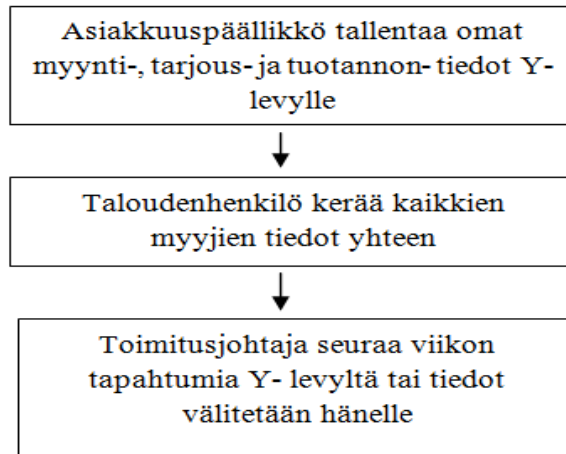 Asiakkuuspäällikkö tallentaa omat
myynti-, tarjous- ja tuotannon- tiedot Y-
levylle
Taloudenhenkilö kerää kaikkien
myyjien tiedot yhteen
Toimitusjohtaja seuraa viikon
tapahtumia Y- levyltä tai tiedot
välitetään hänelle